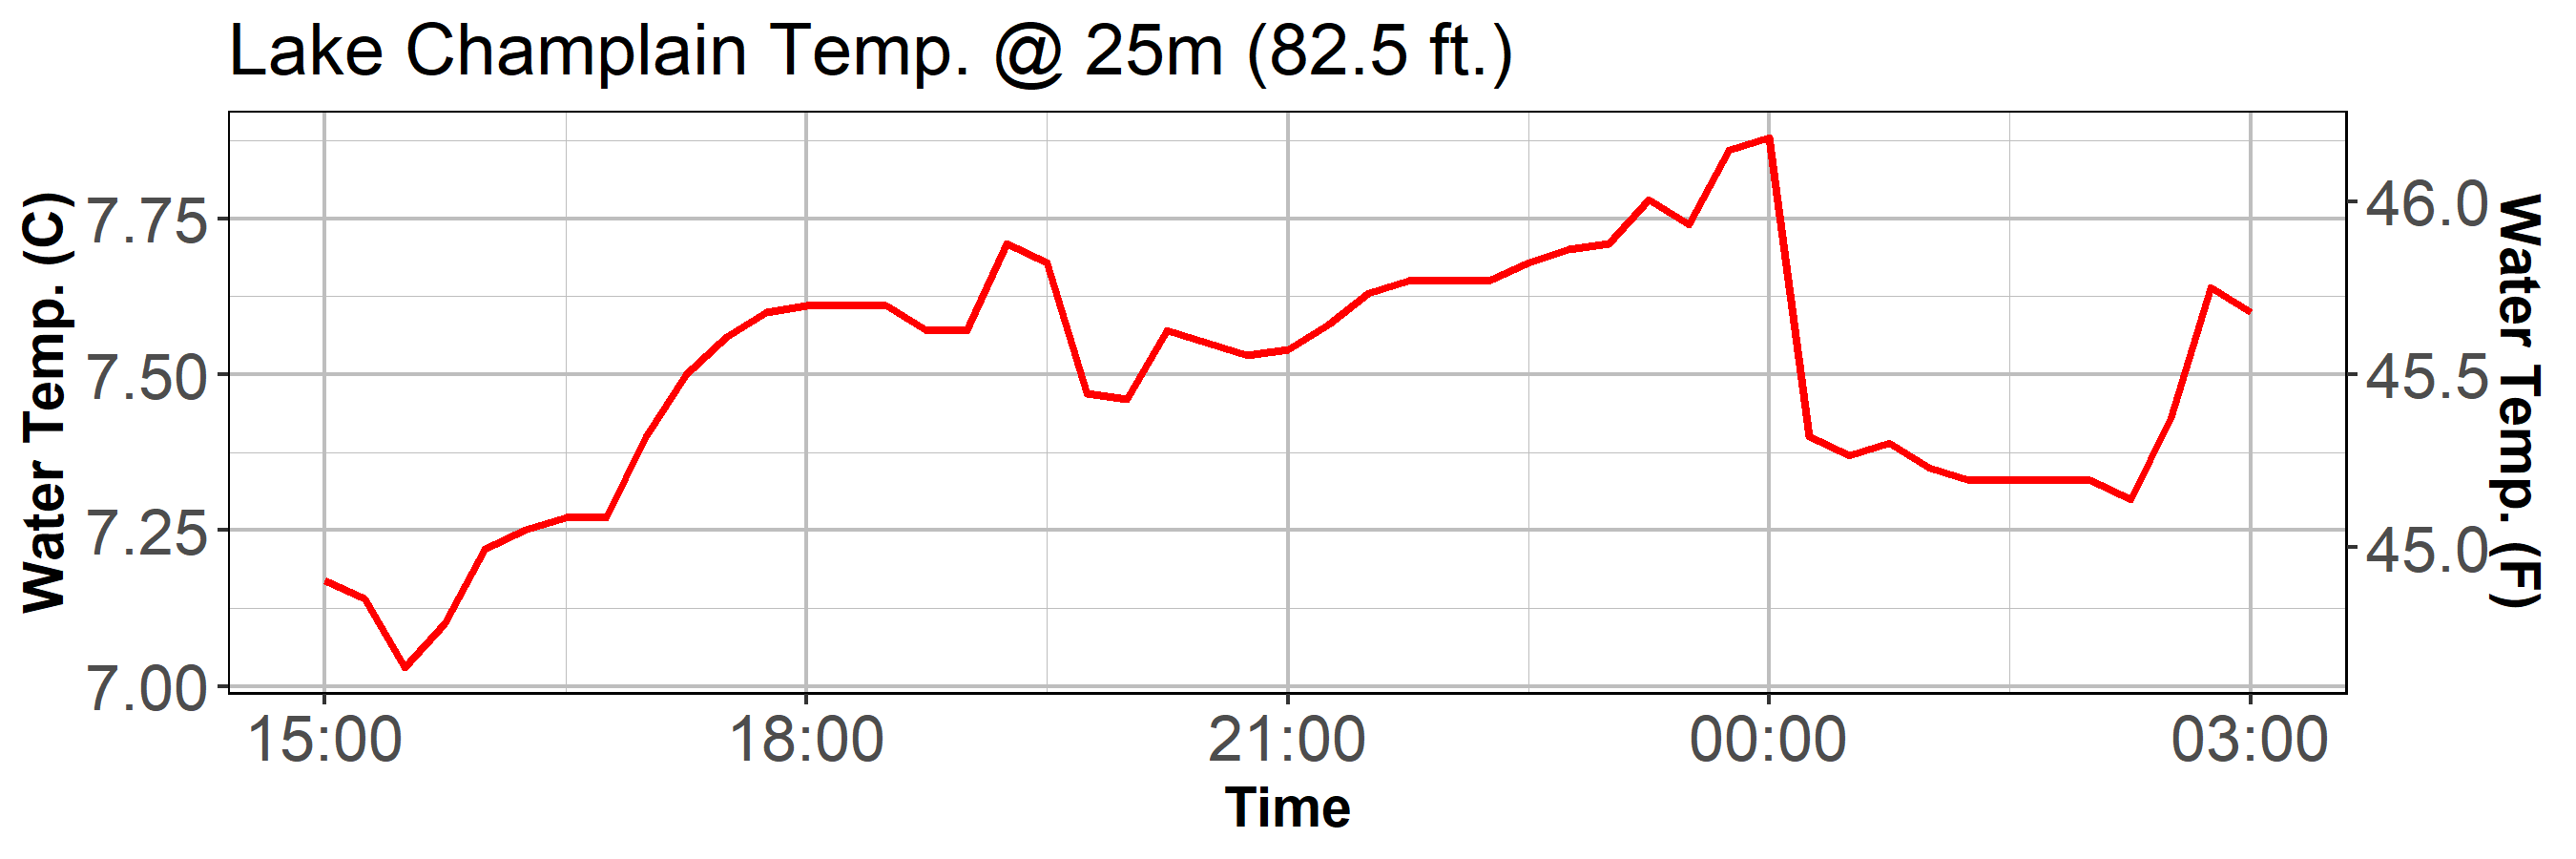 Lake Champlain Temp. @ 25m (82.5 ft.)
Water Temp. (C)
7.75
7.50
7.25
7.00
46.0
45.5
45.0
Water Temp. (F)
15:00 18:00 21:00 00:00 03:00
Time